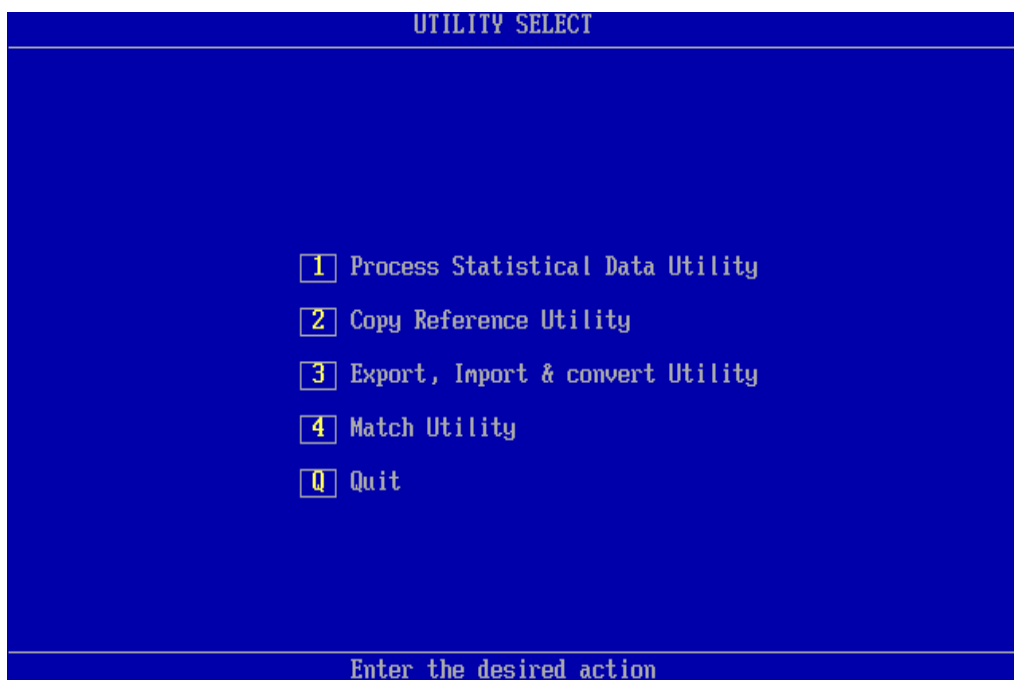 UTILITY SELECT
1 Process Statistical Data Utility
2 Copy Reference Utility
3 Export, Import & convert Utility
4 Match Utility
Q Quit
Enter the desired action